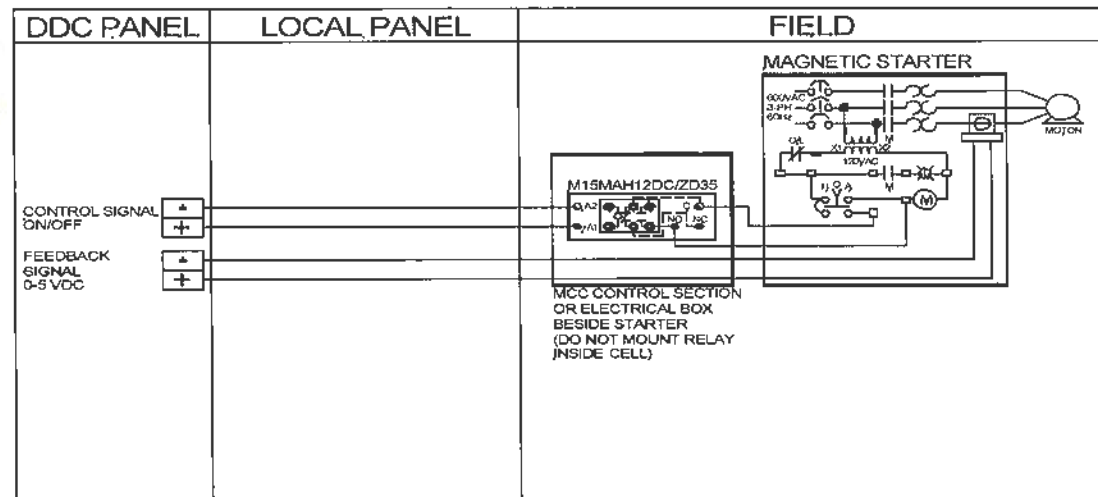 DDC PANEL
LOCAL PANEL
FIELD
MAGNETIC STARTER
600VAC
3-PH
60Hz
MOTOR
O/L
X1
X2
120VAC
M
M
H O A
M
M15MAH12DC/ZD35
A2
C
A1
NO
NC
CONTROL SIGNAL
ON/OFF
-
+
FEEDBACK
SIGNAL
0-5 VDC
-
+
MCC CONTROL SECTION
OR ELECTRICAL BOX
BESIDE STARTER
(DO NOT MOUNT RELAY
INSIDE CELL)